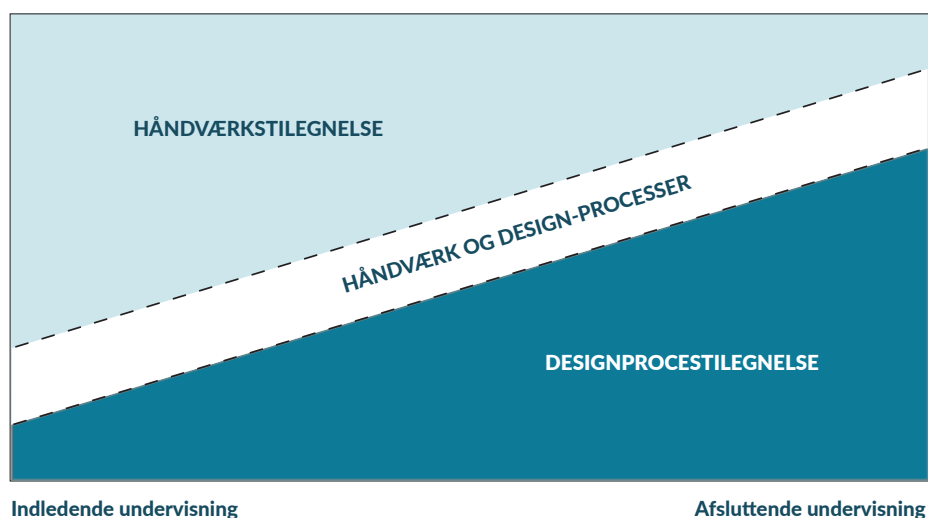 HÅNDVÆRKSTILEGNELSE
HÅNDVÆRK OG DESIGN-PROCESSER
DESIGNPROCESTILEGNELSE
Indledende undervisning
Afsluttende undervisning